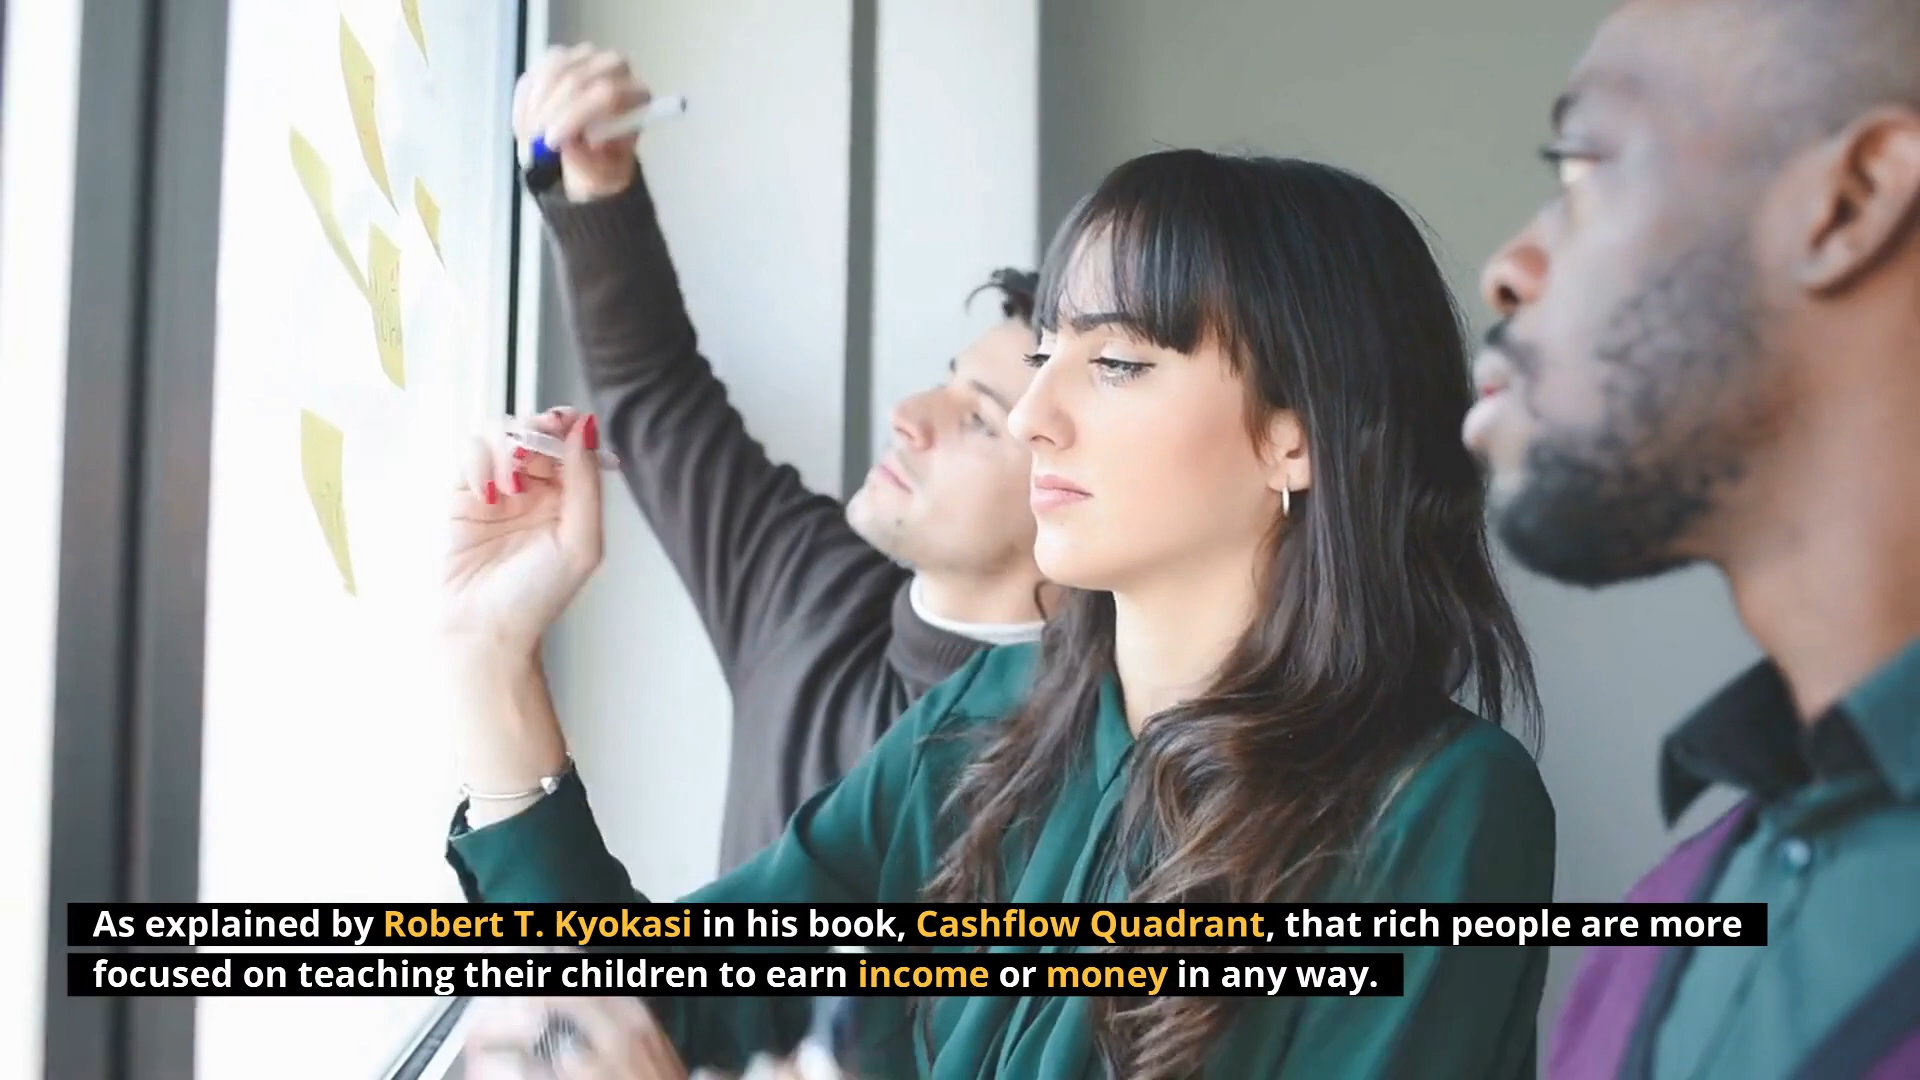 As explained by Robert T. Kyokasi in his book, Cashflow Quadrant, that rich people are more
focused on teaching their children to earn income or money in any way.